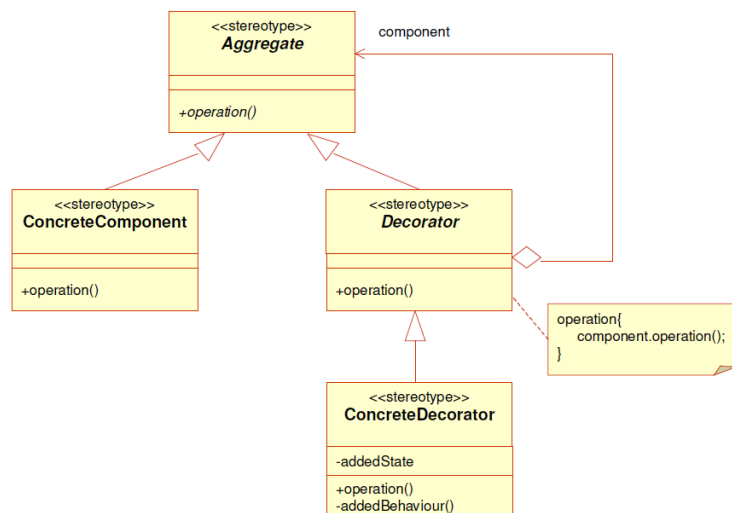 <<stereotype>>
Aggregate
component
+operation()
<<stereotype>>
ConcreteComponent
+operation()
<<stereotype>>
Decorator
+operation()
operation{
component.operation();
}
<<stereotype>>
ConcreteDecorator
-addedState
+operation()
-addedBehaviour()